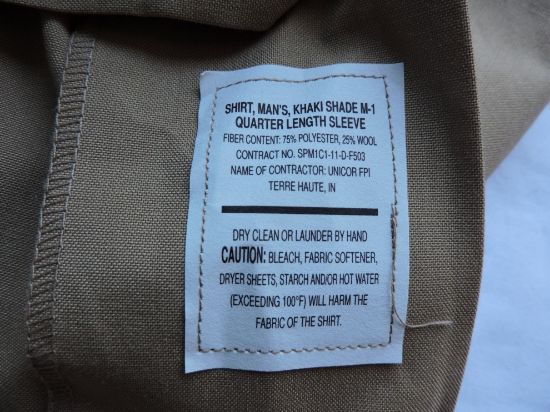 SHIRT, MAN'S, KHAKI SHADE M-1
QUARTER LENGTH SLEEVE
FIBER CONTENT: 75% POLYESTER, 25% WOOL
CONTRACT NO. SPM1C1-11-D-F503
NAME OF CONTRACTOR: UNICOR FPI
TERRE HAUTE, IN
DRY CLEAN OR LAUNDER BY HAND
CAUTION: BLEACH, FABRIC SOFTENER,
DRYER SHEETS, STARCH AND/OR HOT WATER
(EXCEEDING 100°F) WILL HARM THE
FABRIC OF THE SHIRT.